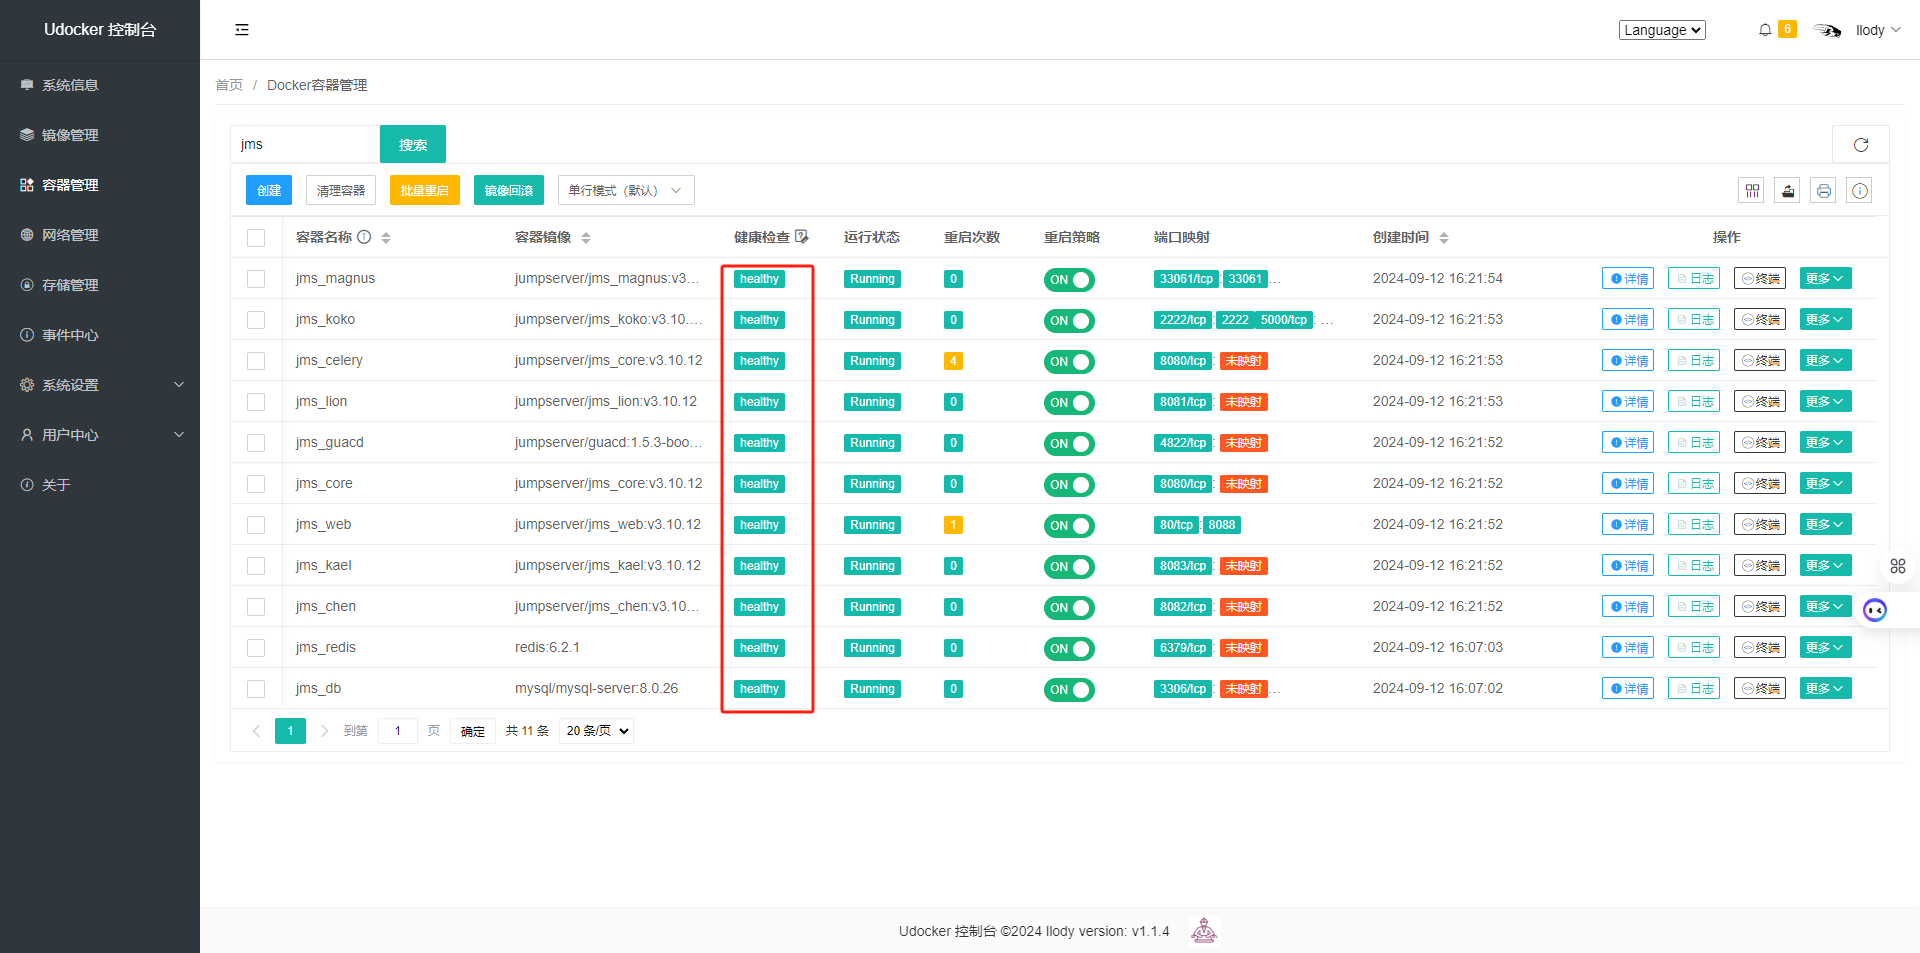 Udocker 控制台
Language
6
llody
系统信息
镜像管理
容器管理
网络管理
存储管理
事件中心
系统设置
用户中心
关于
首页 / Docker容器管理
jms 搜索
创建 清理容器 批量重启 镜像回滚 单行模式（默认）
容器名称 容器镜像 健康检查 运行状态 重启次数 重启策略 端口映射 创建时间 操作
jms_magnus jumpserver/jms_magnus:v3... healthy Running 0 ON 33061/tcp : 33061 ... 2024-09-12 16:21:54 详情 日志 终端 更多
jms_koko jumpserver/jms_koko:v3.10.... healthy Running 0 ON 2222/tcp : 2222 5000/tcp : ... 2024-09-12 16:21:53 详情 日志 终端 更多
jms_celery jumpserver/jms_core:v3.10.12 healthy Running 4 ON 8080/tcp : 未映射 2024-09-12 16:21:53 详情 日志 终端 更多
jms_lion jumpserver/jms_lion:v3.10.12 healthy Running 0 ON 8081/tcp : 未映射 2024-09-12 16:21:53 详情 日志 终端 更多
jms_guacd jumpserver/guacd:1.5.3-boo... healthy Running 0 ON 4822/tcp : 未映射 2024-09-12 16:21:52 详情 日志 终端 更多
jms_core jumpserver/jms_core:v3.10.12 healthy Running 0 ON 8080/tcp : 未映射 2024-09-12 16:21:52 详情 日志 终端 更多
jms_web jumpserver/jms_web:v3.10.12 healthy Running 1 ON 80/tcp : 8088 2024-09-12 16:21:52 详情 日志 终端 更多
jms_kael jumpserver/jms_kael:v3.10.12 healthy Running 0 ON 8083/tcp : 未映射 2024-09-12 16:21:52 详情 日志 终端 更多
jms_chen jumpserver/jms_chen:v3.10... healthy Running 0 ON 8082/tcp : 未映射 2024-09-12 16:21:52 详情 日志 终端 更多
jms_redis redis:6.2.1 healthy Running 0 ON 6379/tcp : 未映射 2024-09-12 16:07:03 详情 日志 终端 更多
jms_db mysql/mysql-server:8.0.26 healthy Running 0 ON 3306/tcp : 未映射 ... 2024-09-12 16:07:02 详情 日志 终端 更多
1 到第 1 页 确定 共 11 条 20 条/页
Udocker 控制台 ©2024 llody version: v1.1.4